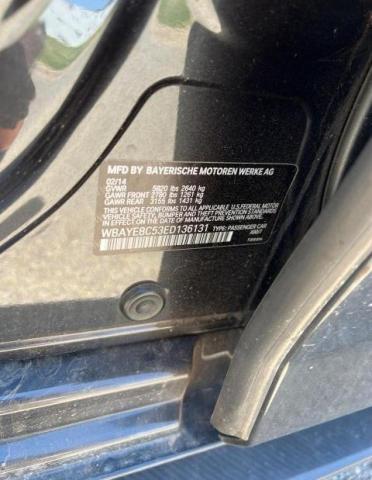 MFD BY BAYERISCHE MOTOREN WERKE AG
02/14
GVWR 5820 lbs 2640 kg
GAWR FRONT 2780 lbs 1261 kg
GAWR REAR 3155 lbs 1431 kg
THIS VEHICLE CONFORMS TO ALL APPLICABLE U.S. FEDERAL MOTOR
VEHICLE SAFETY, BUMPER AND THEFT PREVENTION STANDARDS
IN EFFECT ON THE DATE OF MANUFACTURE SHOWN ABOVE.
WBAYE8C53ED136131 TYPE: PASSENGER CAR